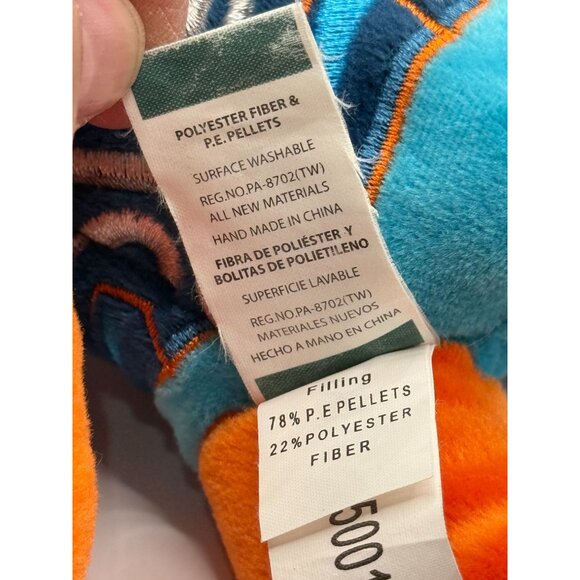 POLYESTER FIBER &
P.E. PELLETS
SURFACE WASHABLE
REG.NO.PA-8702(TW)
ALL NEW MATERIALS
HAND MADE IN CHINA
FIBRA DE POLIÉSTER Y
BOLITAS DE POLIETILENO
SUPERFICIE LAVABLE
REG.NO.PA-8702(TW)
MATERIALES NUEVOS
HECHO A MANO EN CHINA
Filling
78% P.E PELLETS
22%POLYESTER
FIBER
5001